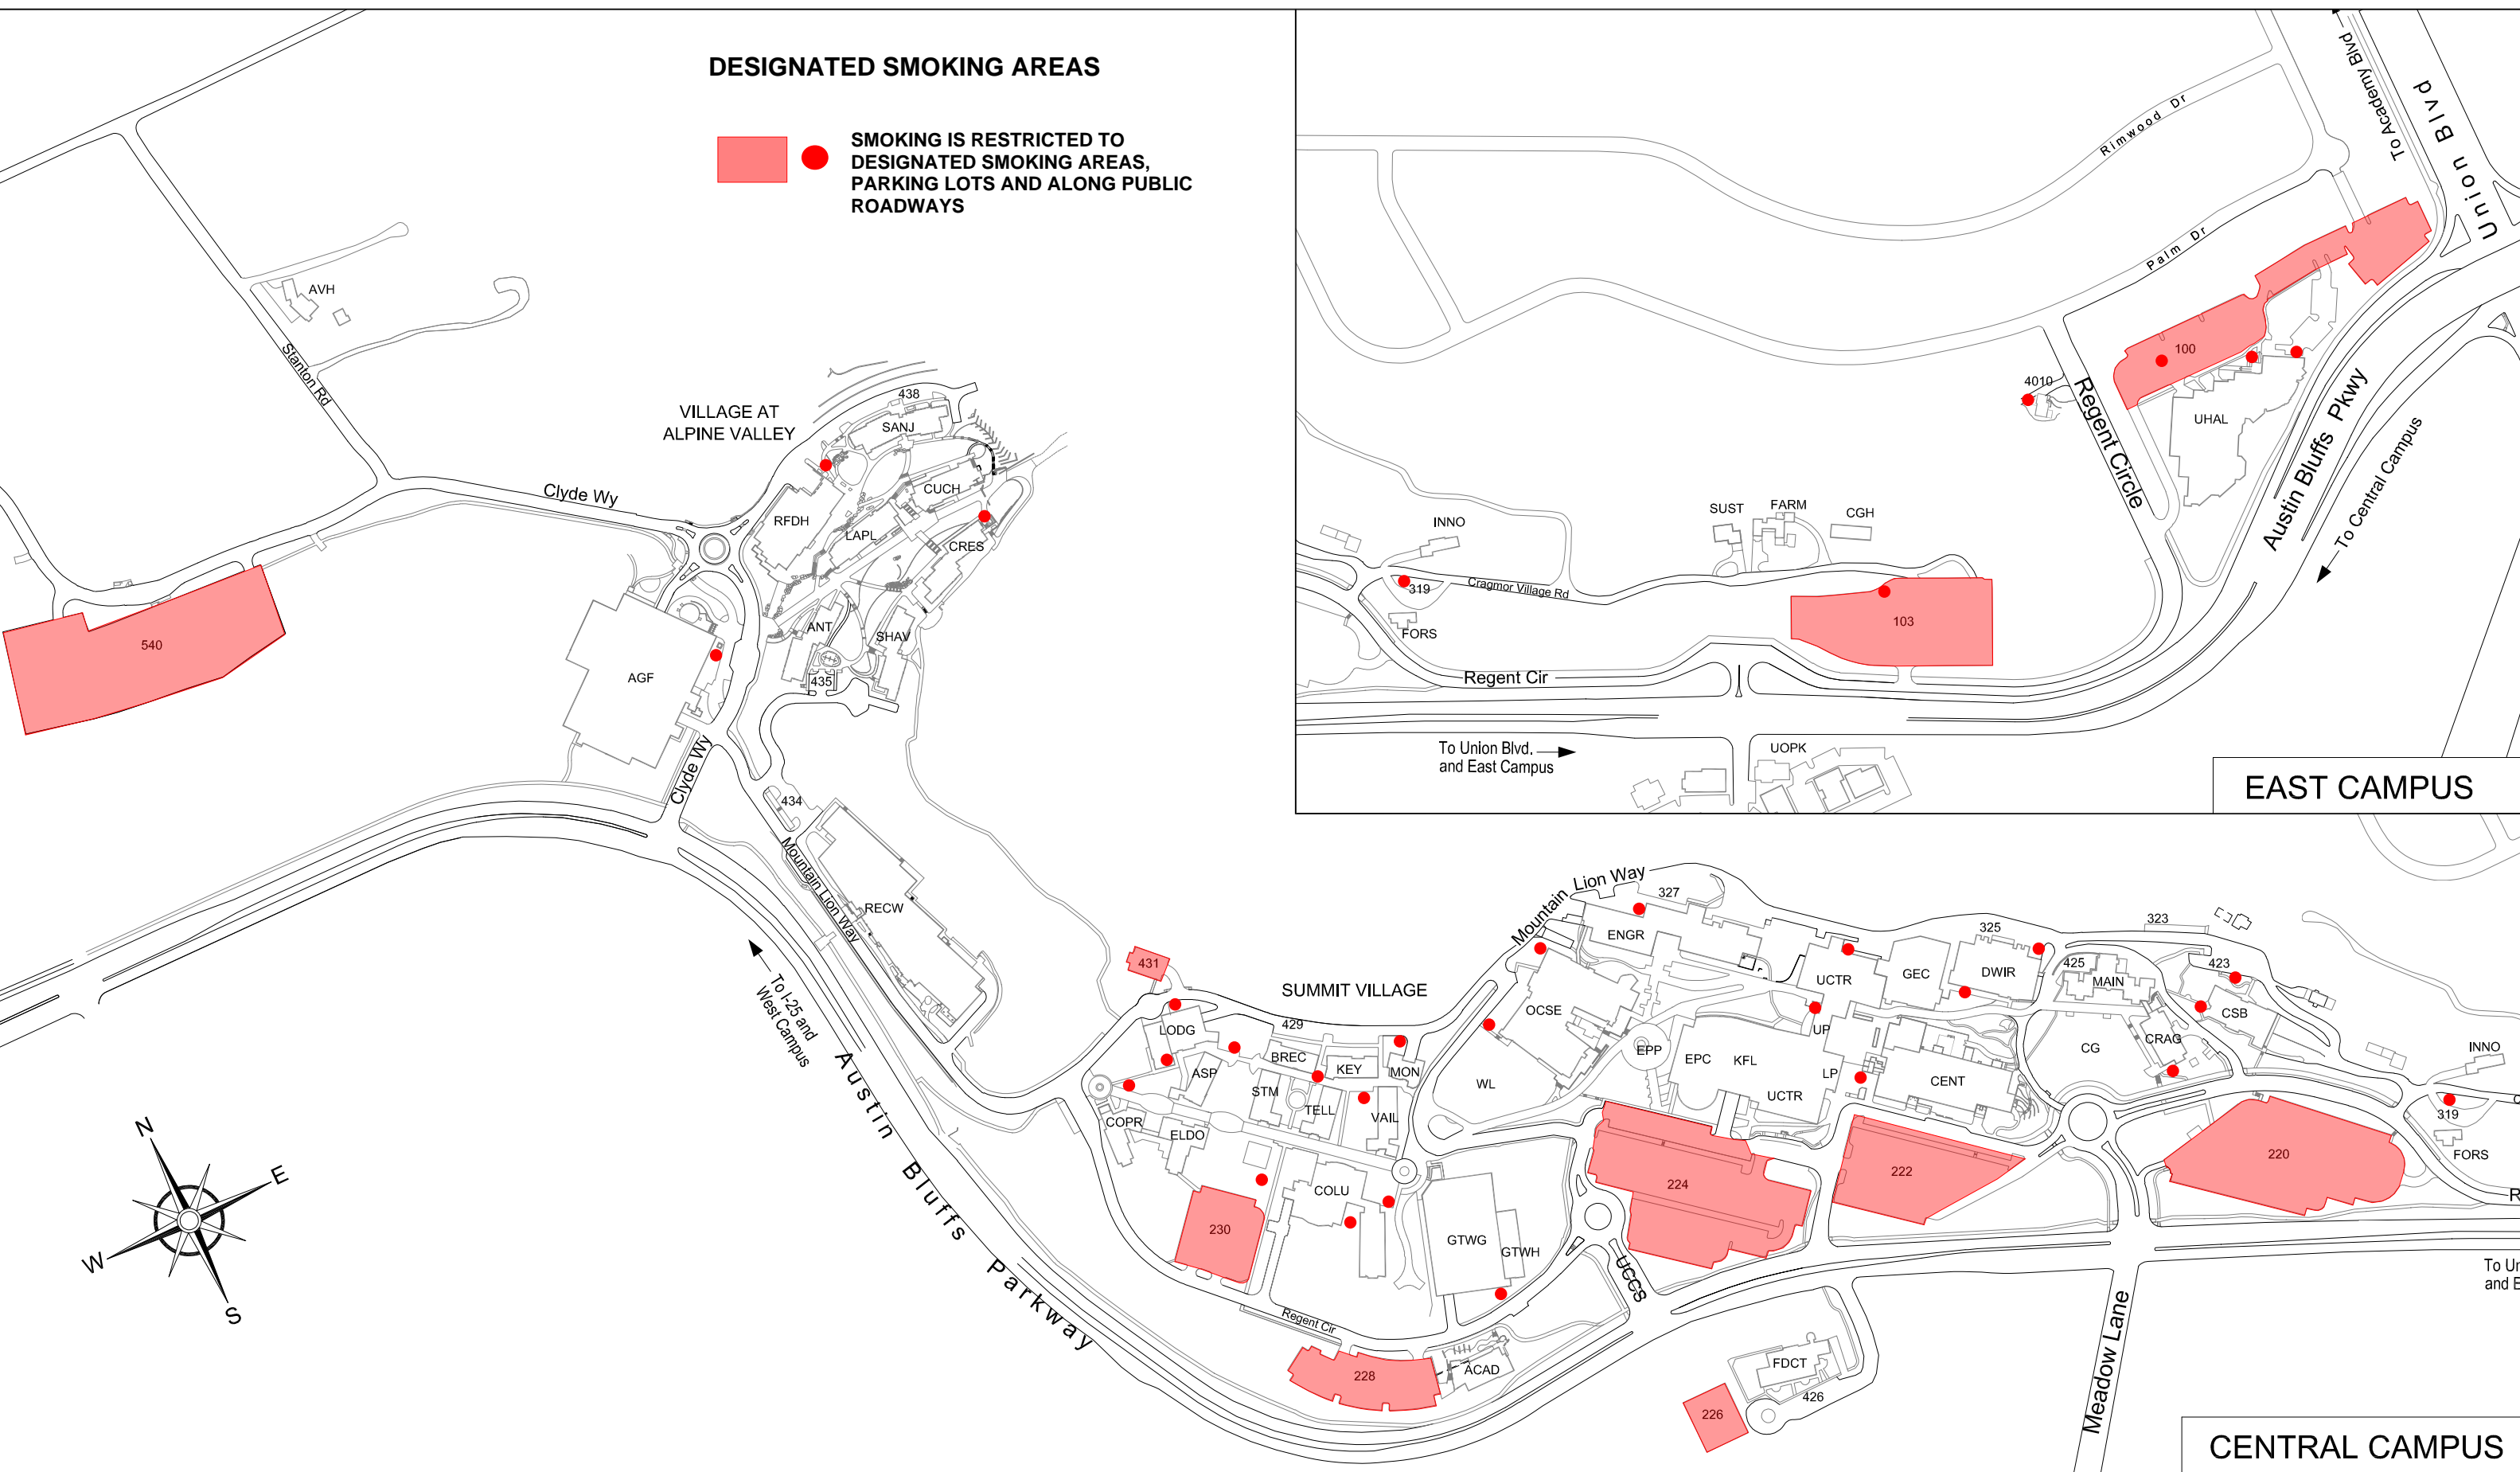 DESIGNATED SMOKING AREAS
SMOKING IS RESTRICTED TO
DESIGNATED SMOKING AREAS,
PARKING LOTS AND ALONG PUBLIC
ROADWAYS
AVH
Stanton Rd
Clyde Wy
540
VILLAGE AT
ALPINE VALLEY
438
SANJ
CUCH
RFDH
LAPL
CRES
ANT
SHAV
435
AGF
Clyde Wy
434
Mountain Lion Way
RECW
To I-25 and
West Campus
Austin Bluffs Parkway
N
E
W
S
To Academy Blvd
Union Blvd
Rimwood Dr
Palm Dr
100
4010
UHAL
Regent Circle
Austin Bluffs Pkwy
To Central Campus
INNO
SUST
FARM
CGH
319
Cragmor Village Rd
103
FORS
Regent Cir
To Union Blvd,
and East Campus
UOPK
EAST CAMPUS
431
SUMMIT VILLAGE
LODG
429
BREC
KEY
MON
ASP
STM
TELL
VAIL
COPR
ELDO
COLU
230
Regent Cir
228
ACAD
GTWG
GTWH
UCCS
Mountain Lion Way
327
ENGR
OCSE
WL
EPP
EPC
KFL
UCTR
UP
LP
UCTR
GEC
325
DWIR
CENT
323
425
MAIN
423
CSB
CRAG
CG
INNO
319
FORS
224
222
220
R
To Un
and E
FDCT
426
226
Meadow Lane
CENTRAL CAMPUS